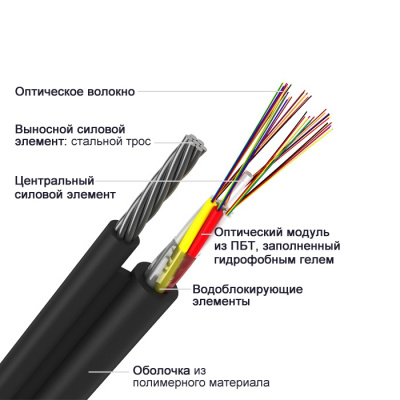 Оптическое волокно
Выносной силовой
элемент: стальной трос
Центральный
силовой элемент
Оптический модуль
из ПБТ, заполненный
гидрофобным гелем
Водоблокирующие
элементы
Оболочка из
полимерного материала